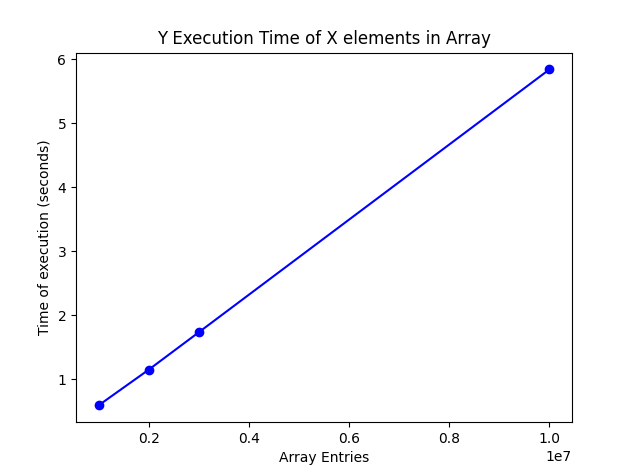 Y Execution Time of X elements in Array
6
5
4
3
2
1
Time of execution (seconds)
0.2 0.4 0.6 0.8 1.0
1e7
Array Entries